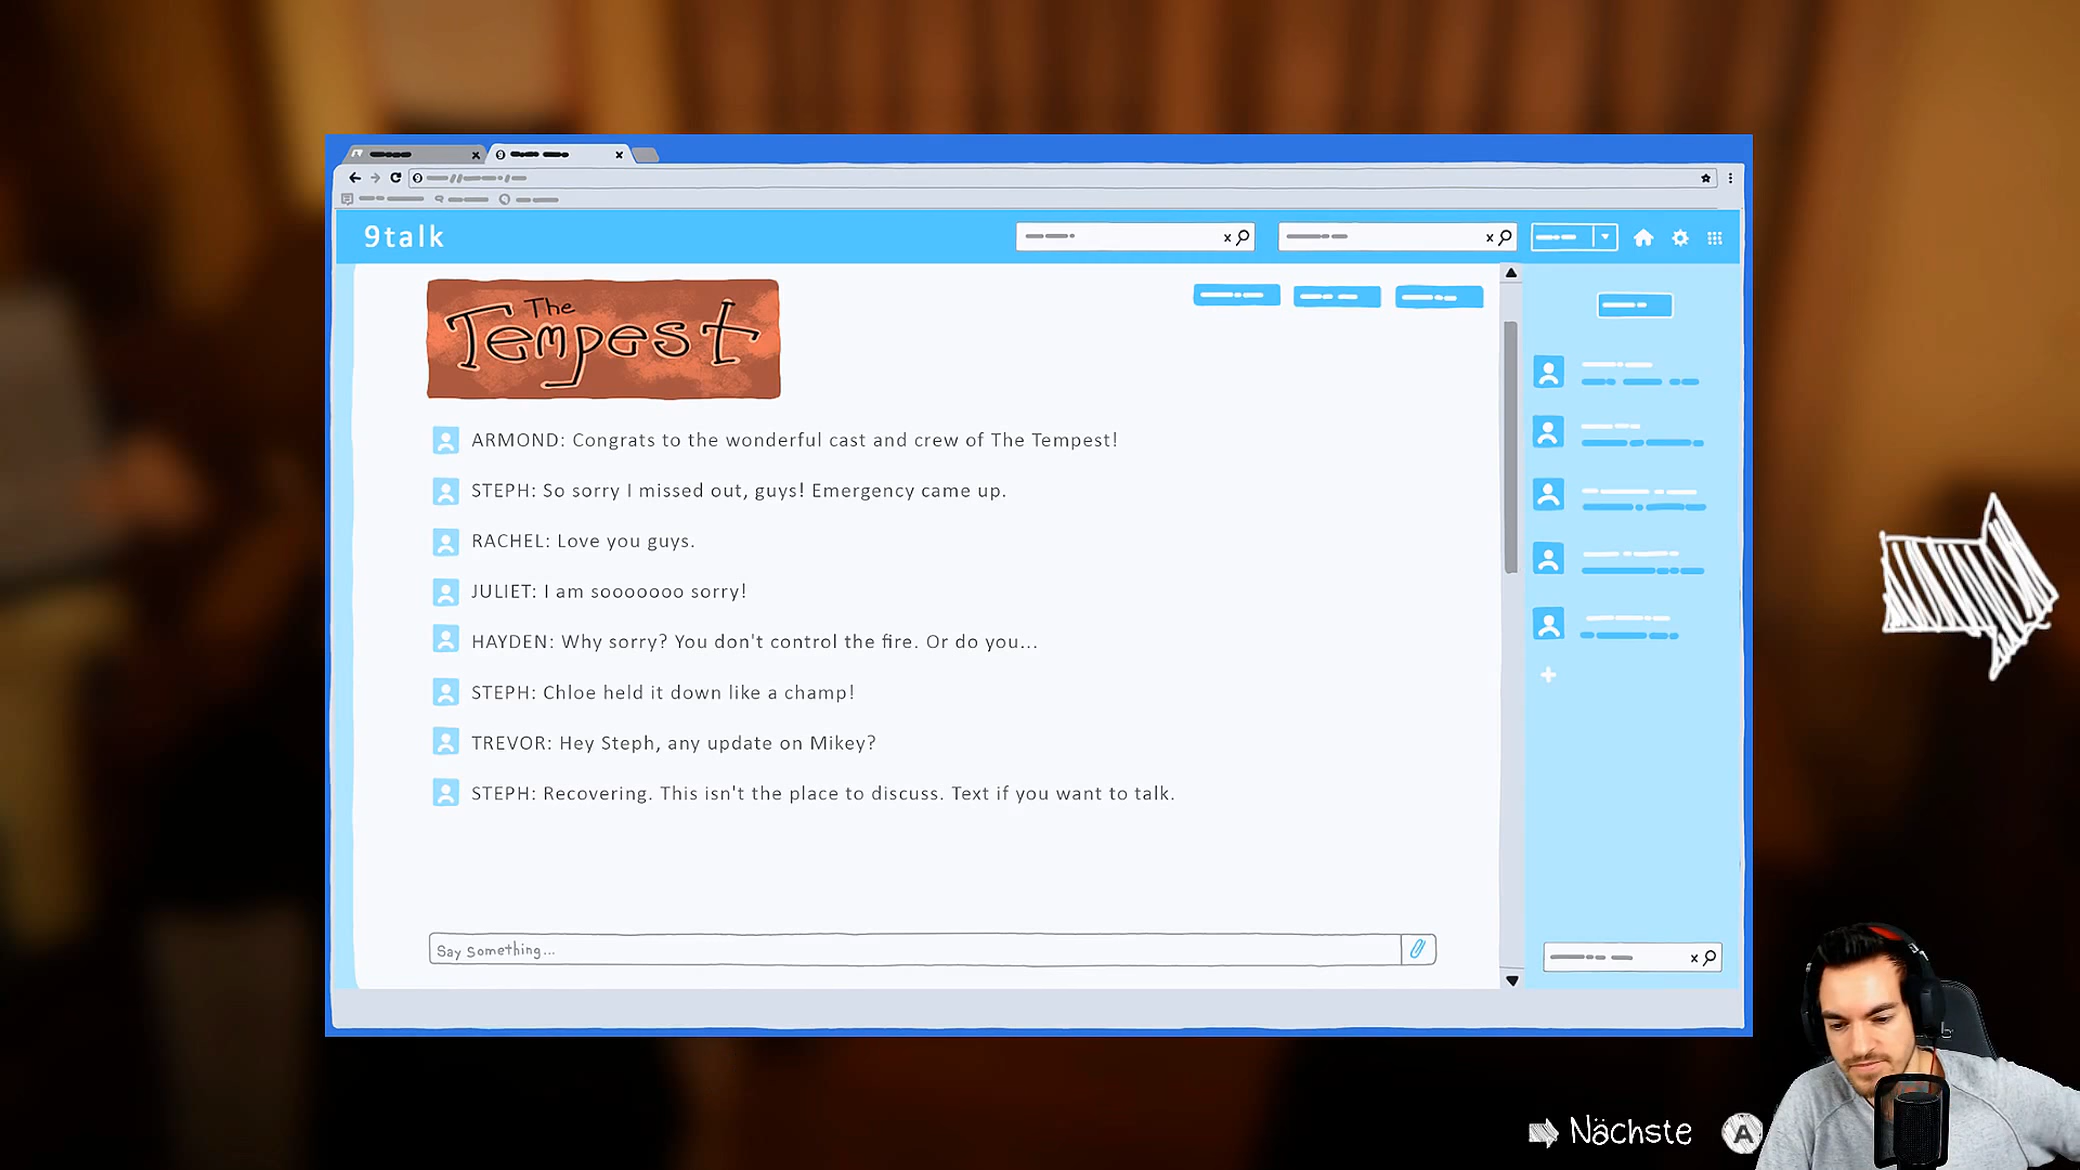 9talk
The
Tempest
ARMOND: Congrats to the wonderful cast and crew of The Tempest!
STEPH: So sorry I missed out, guys! Emergency came up.
RACHEL: Love you guys.
JULIET: I am sooooooo sorry!
HAYDEN: Why sorry? You don't control the fire. Or do you...
STEPH: Chloe held it down like a champ!
TREVOR: Hey Steph, any update on Mikey?
STEPH: Recovering. This isn't the place to discuss. Text if you want to talk.
Say Something...
Nächste A